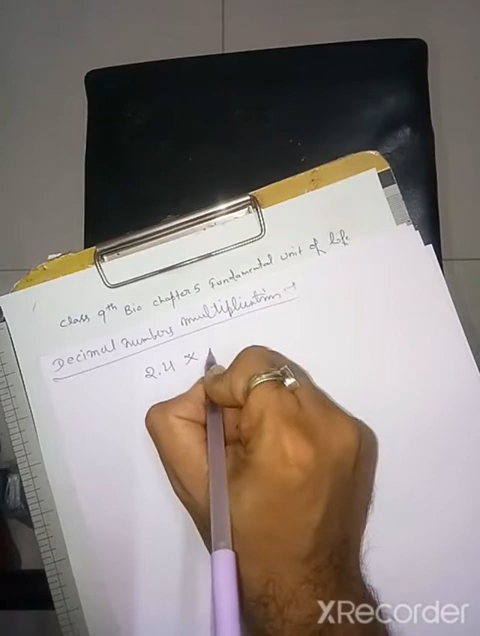 Class 9th Bio chapter 5 Fundamental unit of life
Decimal numbers multiplication →
2.4 ×
XRecorder